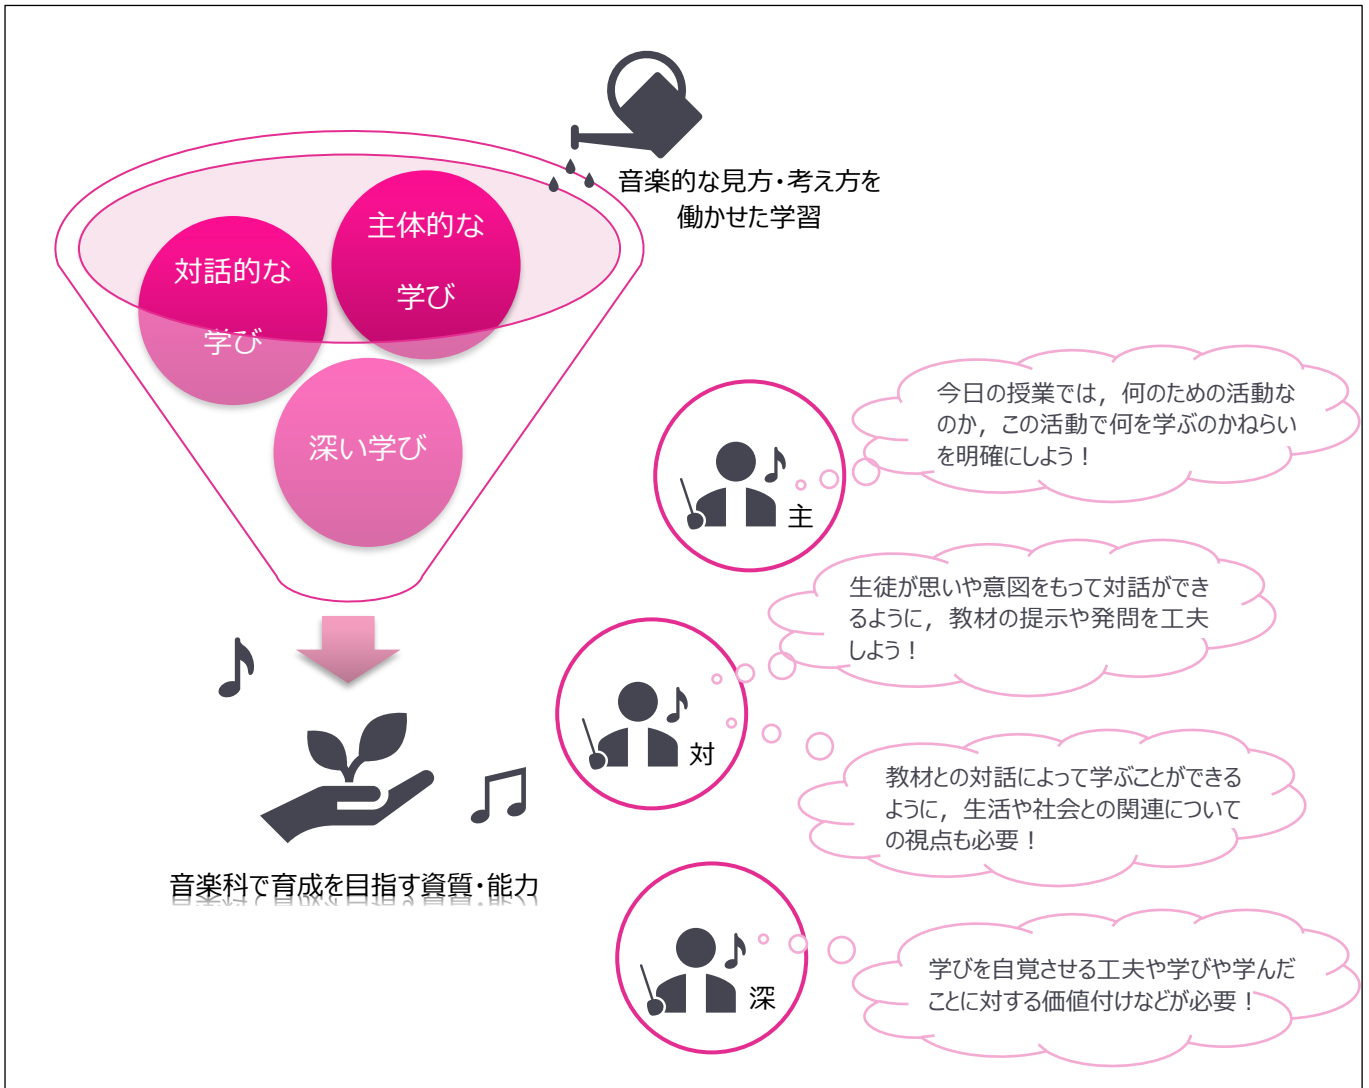 音楽的な見方・考え方を
働かせた学習
主体的な
学び
対話的な
学び
深い学び
音楽科で育成を目指す資質・能力
主
今日の授業では，何のための活動な
のか，この活動で何を学ぶのかねらい
を明確にしよう！
対
生徒が思いや意図をもって対話ができ
るように，教材の提示や発問を工夫
しよう！
教材との対話によって学ぶことができる
ように，生活や社会との関連について
の視点も必要！
深
学びを自覚させる工夫や学びや学んだ
ことに対する価値付けなどが必要！